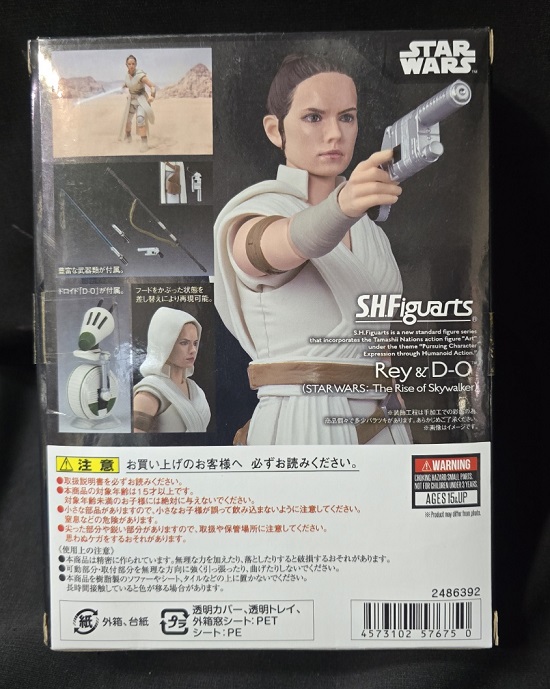 STAR
WARS
TM
豊富な武器類が付属。
ドロイド「D-O」が付属。
フードをかぶった状態を
差し替えにより再現可能。
S.H.Figuarts
S.H.Figuarts is a new standard figure series
that incorporates the Tamashii Nations action figure "Art"
under the theme "Pursuing Character
Expression through Humanoid Action."
Rey & D-O
(STAR WARS: The Rise of Skywalker)
※装飾工程は手加工での彩色の為、
商品個々で多少バラツキがあります。あらかじめご了承ください。
※画像はイメージです。
注意 お買い上げのお客様へ 必ずお読みください。
●取扱説明書を必ずお読みください。
●本商品の対象年齢は15才以上です。
対象年齢未満のお子様には絶対に与えないでください。
●小さな部品がありますので、小さなお子様が誤って飲み込まないように注意してください。
窒息などの危険があります。
●尖った部分や鋭い部分がありますので、取扱や保管場所に注意してください。
思わぬケガをするおそれがあります。
《使用上の注意》
●本商品は精密に作られています。無理な力を加えたり、落としたりすると破損するおそれがあります。
●可動部分・取付部分を無理な方向に強く引っ張ったり、曲げたりしないでください。
●本商品を樹脂製のソファーやシート、タイルなどの上に置かないでください。
長時間接触していると色が移る場合があります。
WARNING
CHOKING HAZARD-SMALL PARTS.
NOT FOR CHILDREN UNDER 3 YEARS.
AGES 15&UP
※ Product may differ from photo.
2486392
紙 外箱、台紙
プラ 透明カバー、透明トレイ、
外箱窓シート:PET
シート:PE
4573102 57675 0